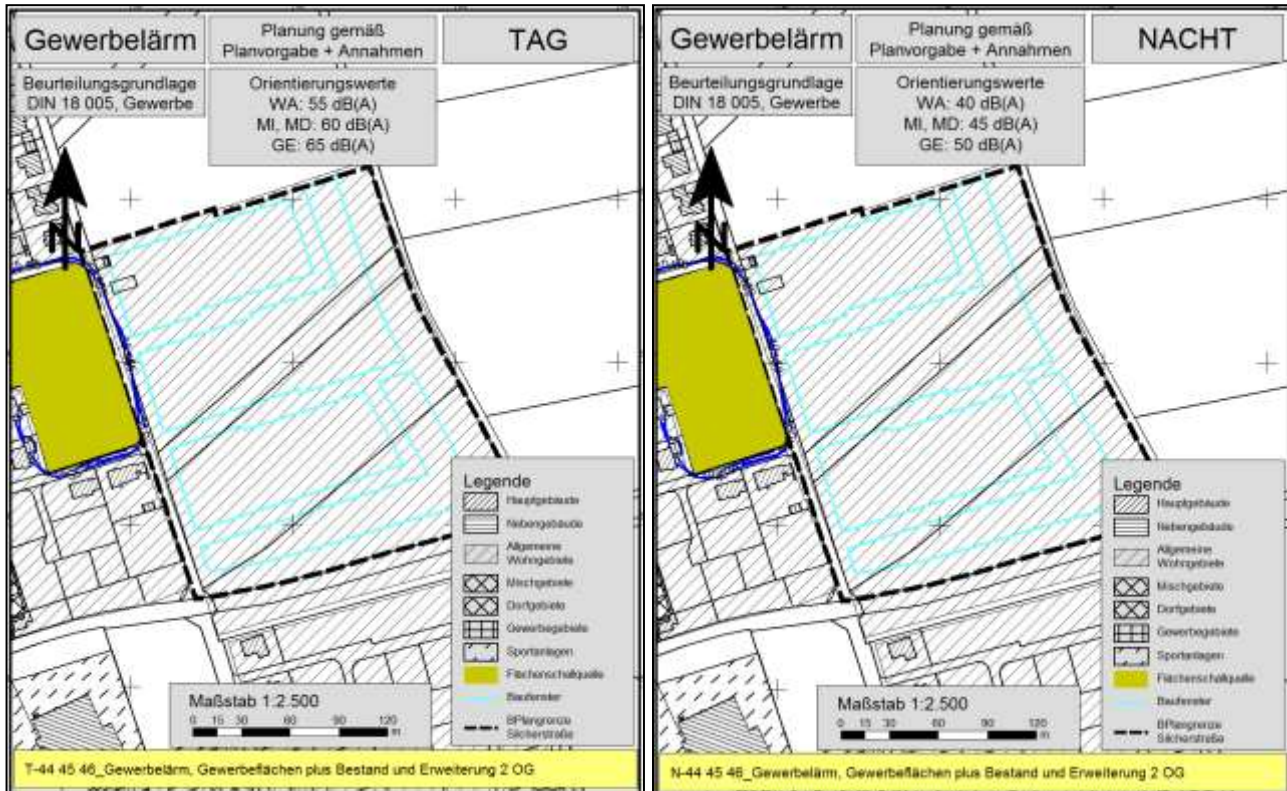 Gewerbelärm
Planung gemäß
Planvorgabe + Annahmen
TAG
Beurteilungsgrundlage
DIN 18 005, Gewerbe
Orientierungswerte
WA: 55 dB(A)
MI, MD: 60 dB(A)
GE: 65 dB(A)
N
Legende
Hauptgebäude
Nebengebäude
Allgemeine
Wohngebiete
Mischgebiete
Dorfgebiete
Gewerbegebiete
Sportanlagen
Flächenschallquelle
Baufenster
BPlangrenze
Silcherstraße
Maßstab 1:2.500
0 15 30 60 90 120
m
T-44 45 46_Gewerbelärm, Gewerbeflächen plus Bestand und Erweiterung 2 OG
Gewerbelärm
Planung gemäß
Planvorgabe + Annahmen
NACHT
Beurteilungsgrundlage
DIN 18 005, Gewerbe
Orientierungswerte
WA: 40 dB(A)
MI, MD: 45 dB(A)
GE: 50 dB(A)
N
Legende
Hauptgebäude
Nebengebäude
Allgemeine
Wohngebiete
Mischgebiete
Dorfgebiete
Gewerbegebiete
Sportanlagen
Flächenschallquelle
Baufenster
BPlangrenze
Silcherstraße
Maßstab 1:2.500
0 15 30 60 90 120
m
N-44 45 46_Gewerbelärm, Gewerbeflächen plus Bestand und Erweiterung 2 OG